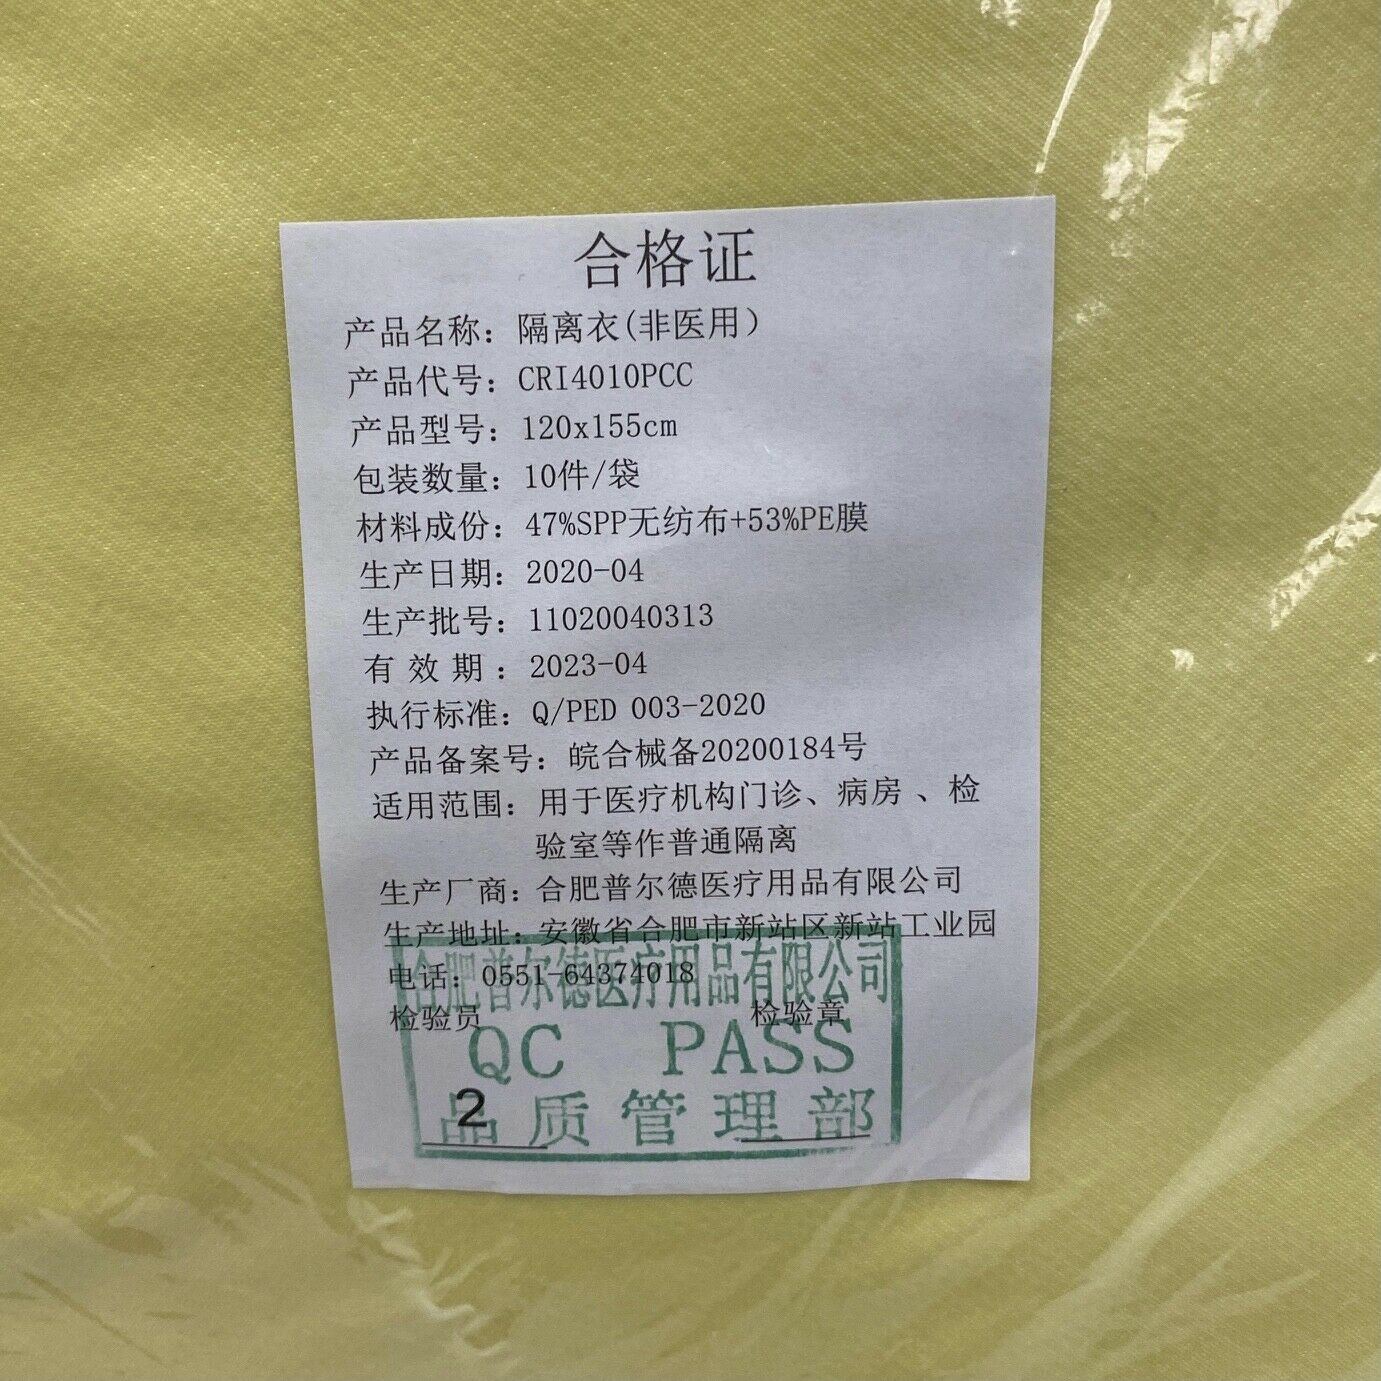 合格证
产品名称：隔离衣(非医用）
产品代号：CRI4010PCC
产品型号：120x155cm
包装数量：10件/袋
材料成份：47%SPP无纺布+53%PE膜
生产日期：2020-04
生产批号：11020040313
有 效 期 ：2023-04
执行标准：Q/PED 003-2020
产品备案号：皖合械备20200184号
适用范围：用于医疗机构门诊、病房 、检
验室等作普通隔离
生产厂商：合肥普尔德医疗用品有限公司
生产地址：安徽省合肥市新站区新站工业园
合肥普尔德医疗用品有限公司
电话：0551-64374018
检验员 检验章
QC PASS
2
品质管理部